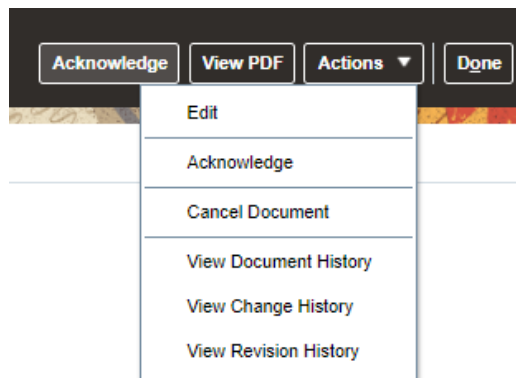 Acknowledge View PDF Actions Done
Edit
Acknowledge
Cancel Document
View Document History
View Change History
View Revision History